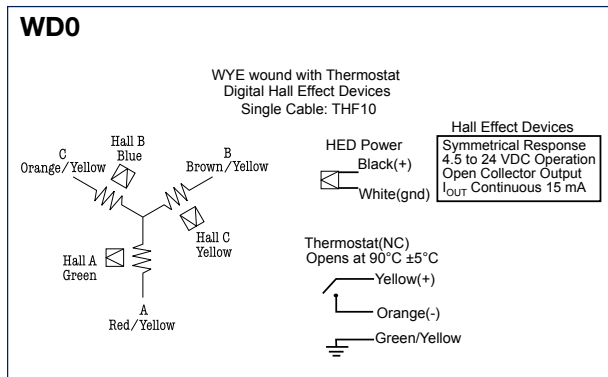 WD0
WYE wound with Thermostat
Digital Hall Effect Devices
Single Cable: THF10
Hall B
Blue
C
Orange/Yellow
B
Brown/Yellow
Hall C
Yellow
Hall A
Green
A
Red/Yellow
HED Power
Black(+)
White(gnd)
Hall Effect Devices
Symmetrical Response
4.5 to 24 VDC Operation
Open Collector Output
IOUT Continuous 15 mA
Thermostat(NC)
Opens at 90°C ±5°C
Yellow(+)
Orange(-)
Green/Yellow